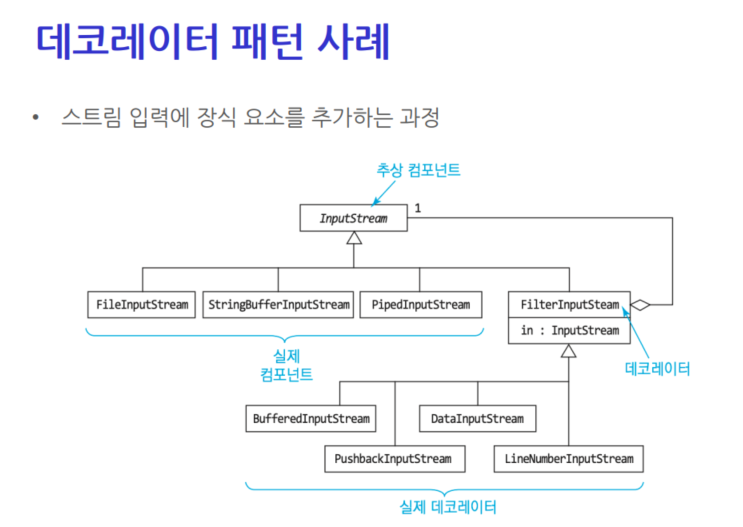 데코레이터 패턴 사례
• 스트림 입력에 장식 요소를 추가하는 과정
추상 컴포넌트
InputStream
1
FileInputStream
StringBufferInputStream
PipedInputStream
FilterInputSteam
in : InputStream
실제
컴포넌트
데코레이터
BufferedInputStream
DataInputStream
PushbackInputStream
LineNumberInputStream
실제 데코레이터